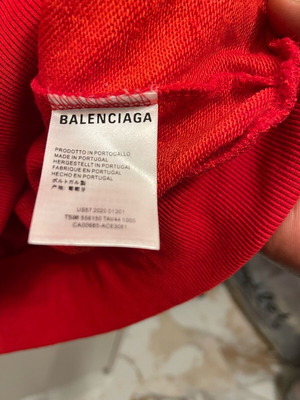 BALENCIAGA
PRODOTTO IN PORTOGALLO
MADE IN PORTUGAL
HERGESTELLT IN PORTUGAL
FABRIQUÉ EN PORTUGAL
HECHO EN PORTUGAL
ポルトガル製
产地: 葡萄牙